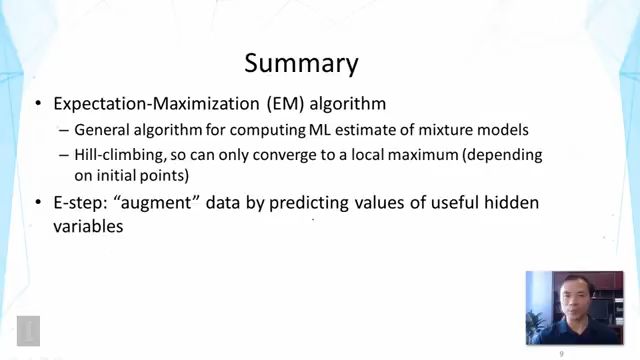 Summary
• Expectation-Maximization (EM) algorithm
– General algorithm for computing ML estimate of mixture models
– Hill-climbing, so can only converge to a local maximum (depending
on initial points)
• E-step: “augment” data by predicting values of useful hidden
variables
9